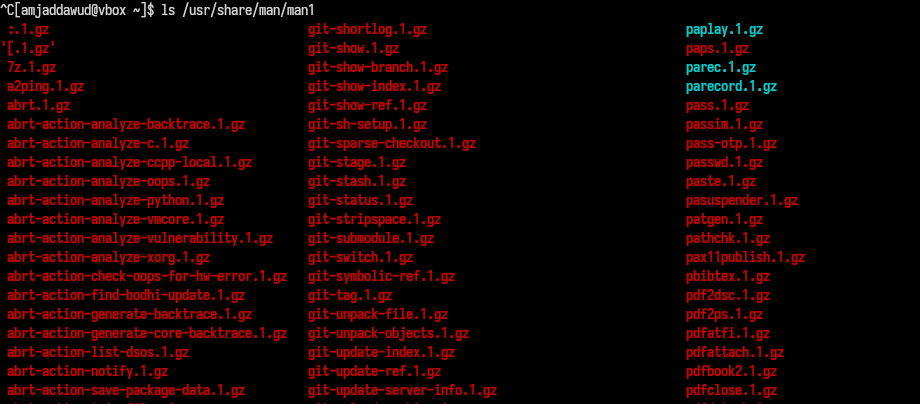 ^C[amjaddawud@vbox ~]$ ls /usr/share/man/man1
:.1.gz git-shortlog.1.gz paplay.1.gz
'[.1.gz' git-show.1.gz paps.1.gz
7z.1.gz git-show-branch.1.gz parec.1.gz
a2ping.1.gz git-show-index.1.gz parecord.1.gz
abrt.1.gz git-show-ref.1.gz pass.1.gz
abrt-action-analyze-backtrace.1.gz git-sh-setup.1.gz passim.1.gz
abrt-action-analyze-c.1.gz git-sparse-checkout.1.gz pass-otp.1.gz
abrt-action-analyze-ccpp-local.1.gz git-stage.1.gz passwd.1.gz
abrt-action-analyze-oops.1.gz git-stash.1.gz paste.1.gz
abrt-action-analyze-python.1.gz git-status.1.gz pasuspender.1.gz
abrt-action-analyze-vmcore.1.gz git-stripspace.1.gz patgen.1.gz
abrt-action-analyze-vulnerability.1.gz git-submodule.1.gz pathchk.1.gz
abrt-action-analyze-xorg.1.gz git-switch.1.gz pax11publish.1.gz
abrt-action-check-oops-for-hw-error.1.gz git-symbolic-ref.1.gz pbibtex.1.gz
abrt-action-find-bodhi-update.1.gz git-tag.1.gz pdf2dsc.1.gz
abrt-action-generate-backtrace.1.gz git-unpack-file.1.gz pdf2ps.1.gz
abrt-action-generate-core-backtrace.1.gz git-unpack-objects.1.gz pdfatfi.1.gz
abrt-action-list-dsos.1.gz git-update-index.1.gz pdfattach.1.gz
abrt-action-notify.1.gz git-update-ref.1.gz pdfbook2.1.gz
abrt-action-save-package-data.1.gz git-update-server-info.1.gz pdfclose.1.gz